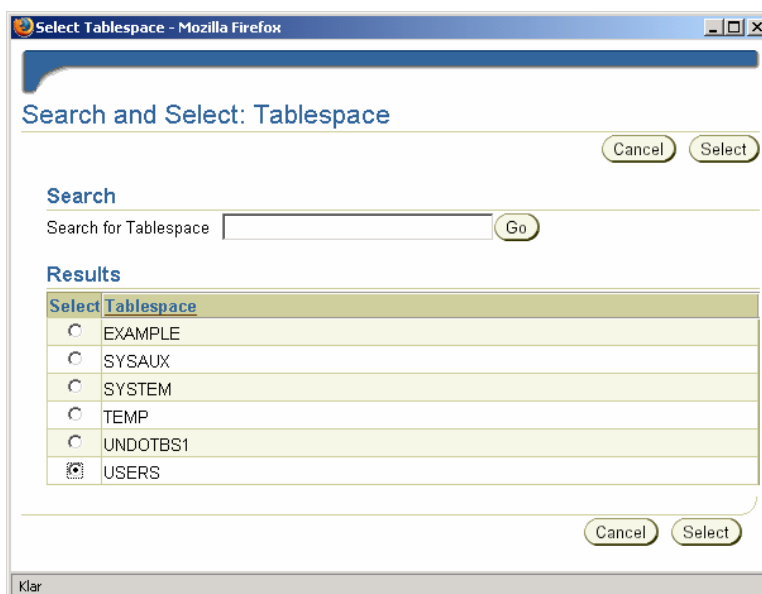 Select Tablespace - Mozilla Firefox
Search and Select: Tablespace
Cancel Select
Search
Search for Tablespace Go
Results
Select Tablespace
EXAMPLE
SYSAUX
SYSTEM
TEMP
UNDOTBS1
USERS
Cancel Select
Klar